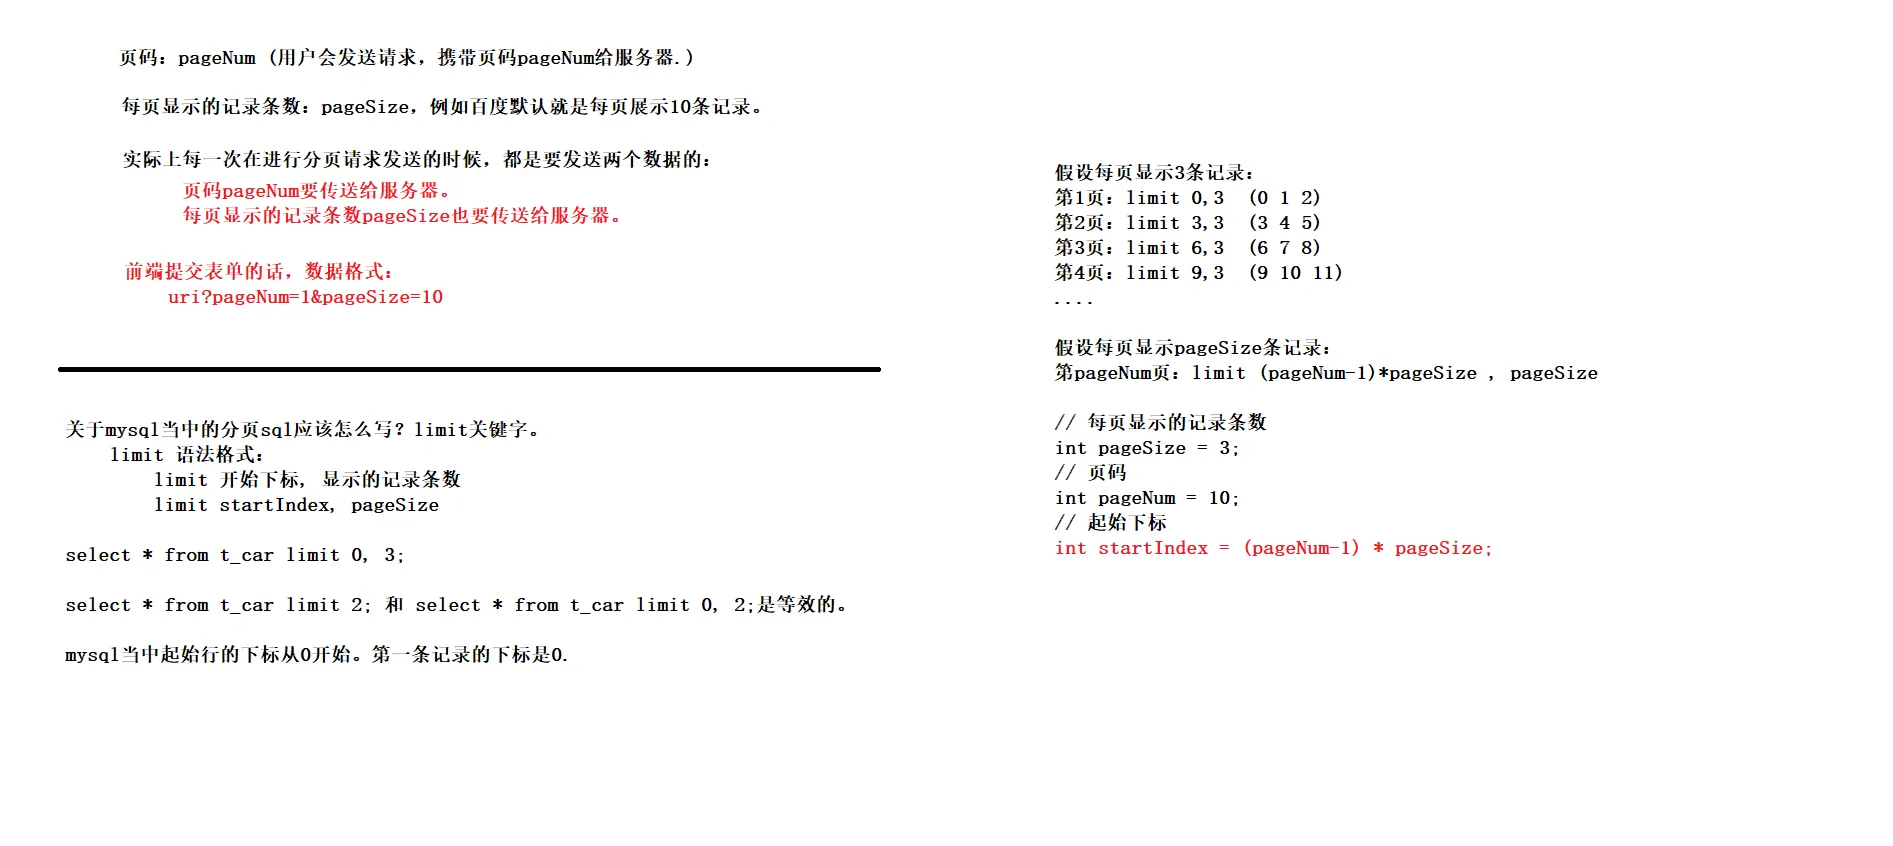 页码：pageNum (用户会发送请求，携带页码pageNum给服务器.)
每页显示的记录条数：pageSize，例如百度默认就是每页展示10条记录。
实际上每一次在进行分页请求发送的时候，都是要发送两个数据的：
页码pageNum要传送给服务器。
每页显示的记录条数pageSize也要传送给服务器。
前端提交表单的话，数据格式：
uri?pageNum=1&pageSize=10
关于mysql当中的分页sql应该怎么写？limit关键字。
limit 语法格式：
limit 开始下标, 显示的记录条数
limit startIndex, pageSize
select * from t_car limit 0, 3;
select * from t_car limit 2; 和 select * from t_car limit 0, 2;是等效的。
mysql当中起始行的下标从0开始。第一条记录的下标是0.
假设每页显示3条记录：
第1页：limit 0,3 (0 1 2)
第2页：limit 3,3 (3 4 5)
第3页：limit 6,3 (6 7 8)
第4页：limit 9,3 (9 10 11)
....
假设每页显示pageSize条记录：
第pageNum页：limit (pageNum-1)*pageSize , pageSize
// 每页显示的记录条数
int pageSize = 3;
// 页码
int pageNum = 10;
// 起始下标
int startIndex = (pageNum-1) * pageSize;